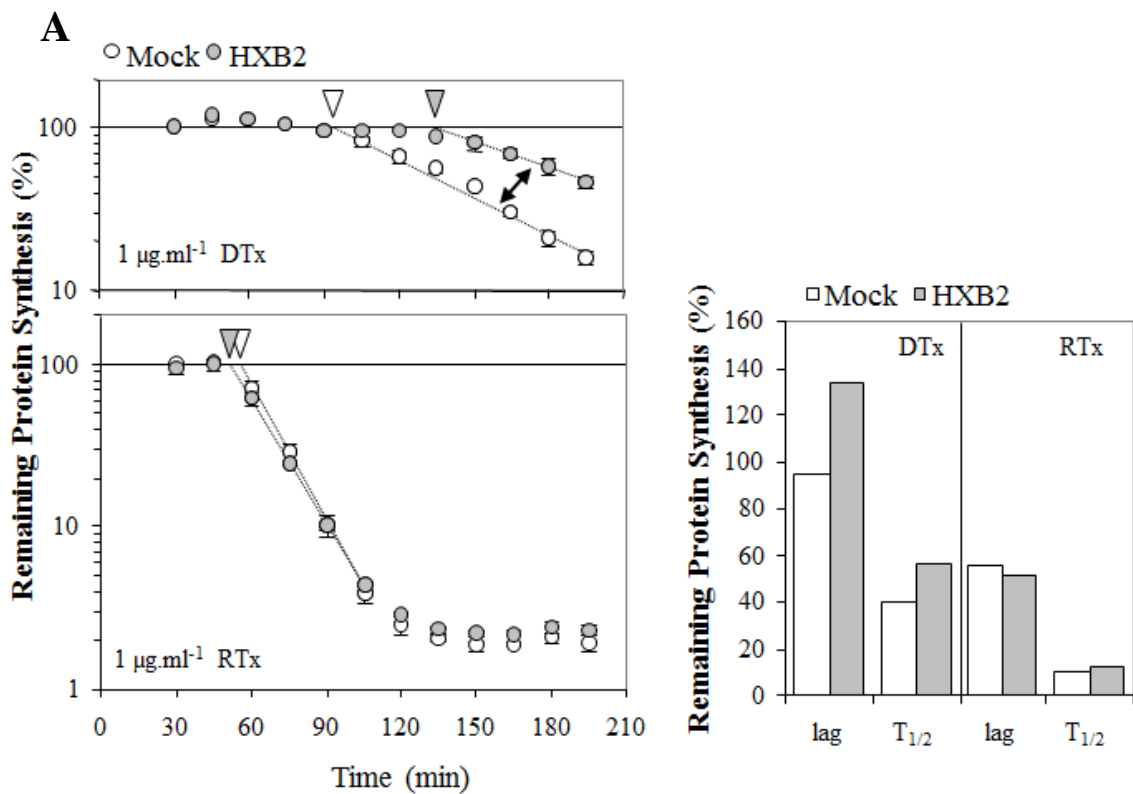 A
Mock HXB2
Remaining Protein Synthesis (%)
100
10
1 μg.ml-1 DTx
100
10
1
1 μg.ml-1 RTx
0 30 60 90 120 150 180 210
Time (min)
Mock HXB2
Remaining Protein Synthesis (%)
160
140
120
100
80
60
40
20
0
DTx RTx
lag T1/2 lag T1/2